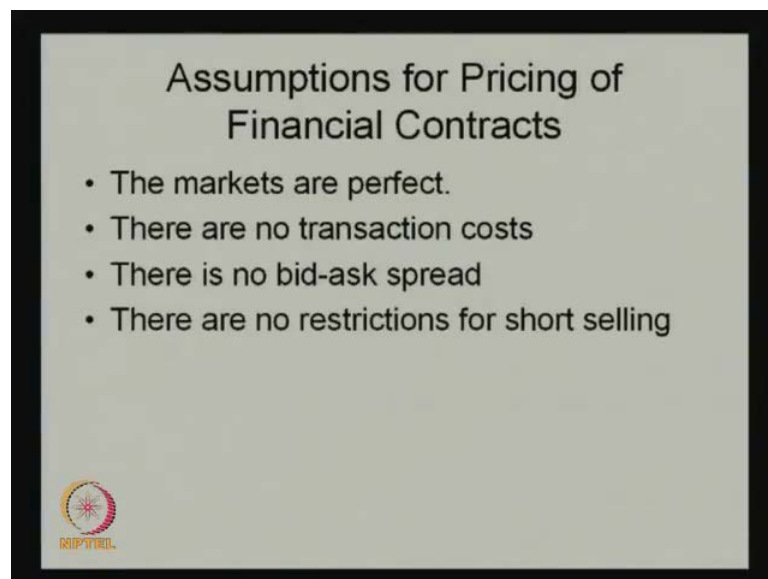 Assumptions for Pricing of
Financial Contracts
• The markets are perfect.
• There are no transaction costs
• There is no bid-ask spread
• There are no restrictions for short selling
NPTEL